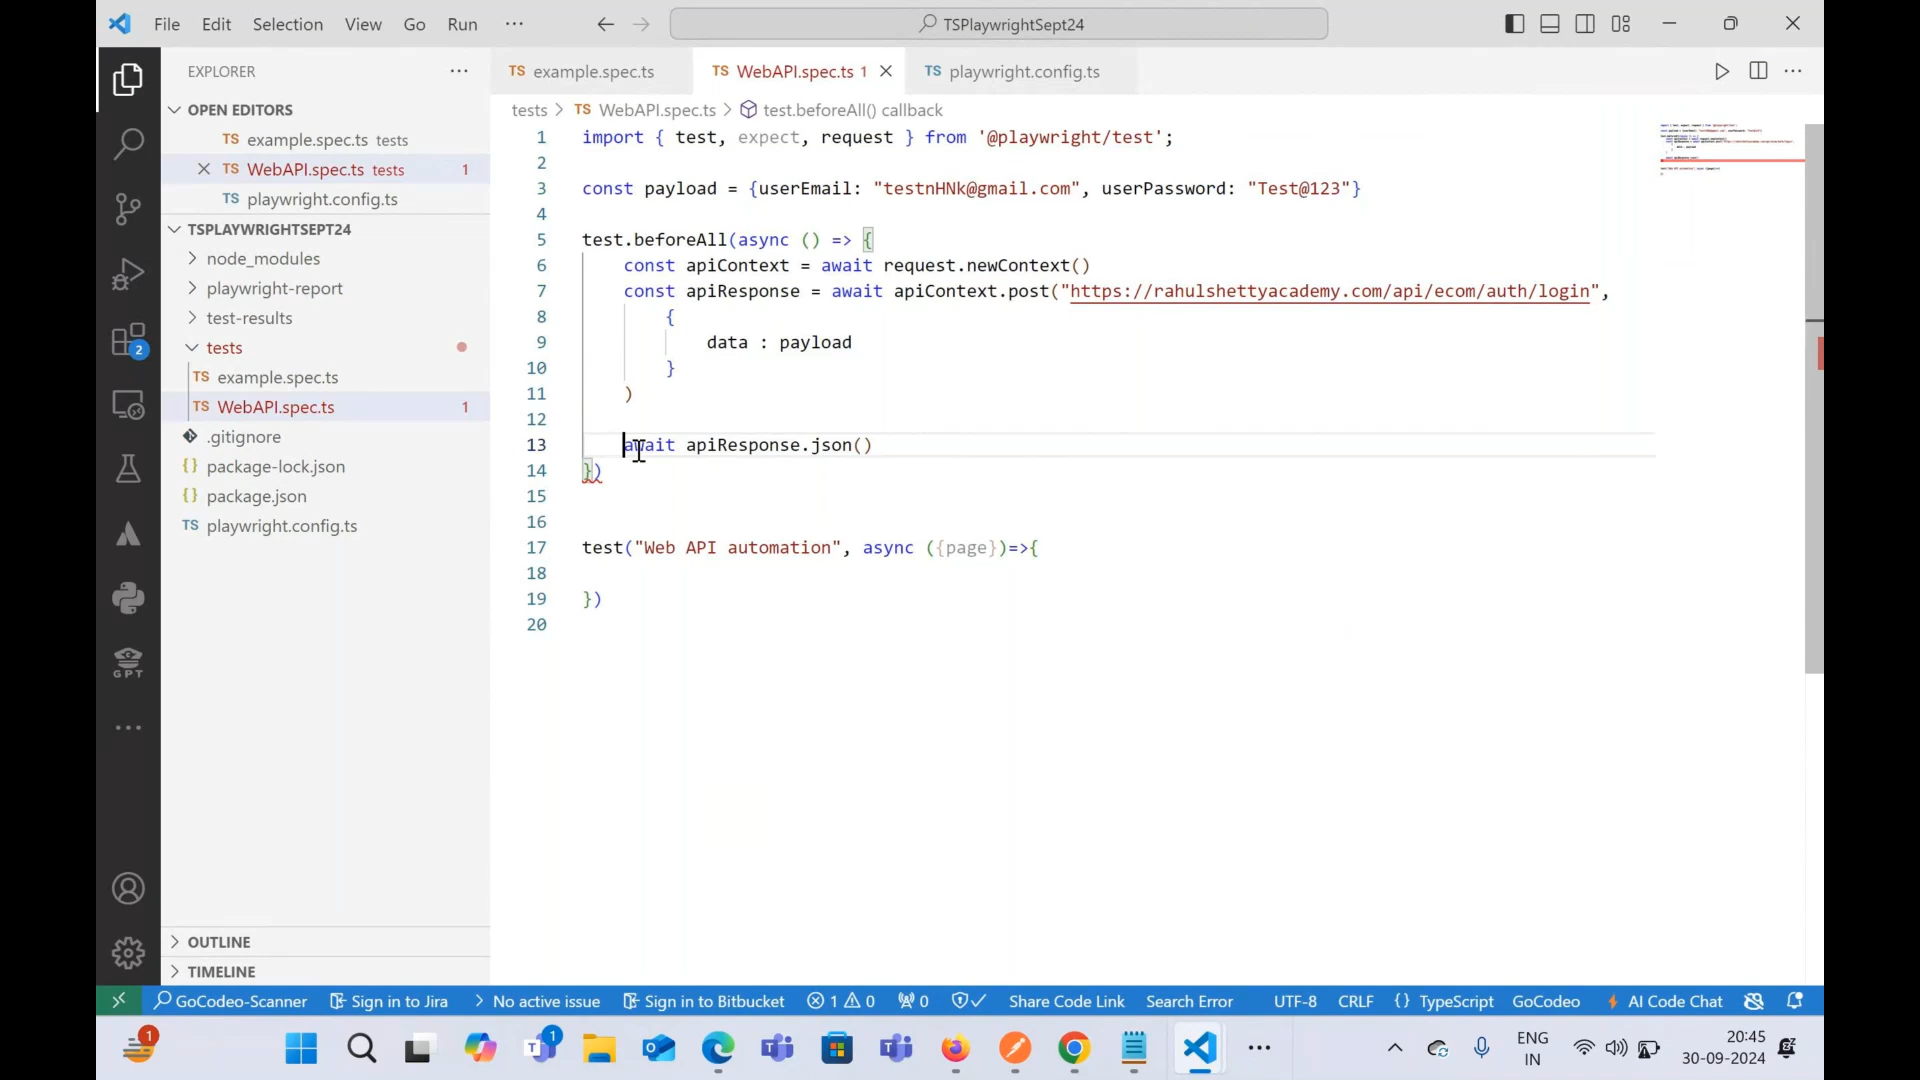 File Edit Selection View Go Run ··· TSPlaywrightSept24
EXPLORER ···
OPEN EDITORS
TS example.spec.ts tests
TS WebAPI.spec.ts tests 1
TS playwright.config.ts
TSPLAYWRIGHTSEPT24
node_modules
playwright-report
test-results
tests
TS example.spec.ts
TS WebAPI.spec.ts 1
.gitignore
{} package-lock.json
{} package.json
TS playwright.config.ts
OUTLINE
TIMELINE
2
GPT
TS example.spec.ts TS WebAPI.spec.ts 1 TS playwright.config.ts
tests > TS WebAPI.spec.ts > test.beforeAll() callback
1 import { test, expect, request } from '@playwright/test';
2
3 const payload = {userEmail: "testnHNk@gmail.com", userPassword: "Test@123"}
4
5 test.beforeAll(async () => {
6 const apiContext = await request.newContext()
7 const apiResponse = await apiContext.post("https://rahulshettyacademy.com/api/ecom/auth/login",
8 {
9 data : payload
10 }
11 )
12
13 await apiResponse.json()
14 })
15
16
17 test("Web API automation", async ({page})=>{
18
19 })
20
GoCodeo-Scanner Sign in to Jira > No active issue Sign in to Bitbucket 1 0 0 Share Code Link Search Error UTF-8 CRLF {} TypeScript GoCodeo AI Code Chat
1 1 ENG IN 20:45 30-09-2024